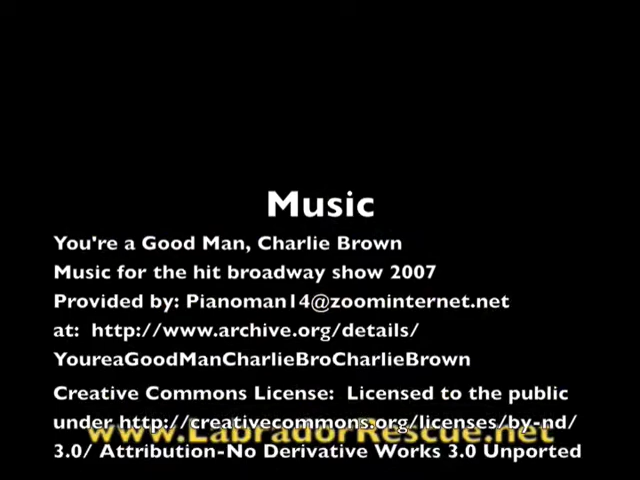 Music
You're a Good Man, Charlie Brown
Music for the hit broadway show 2007
Provided by: Pianoman14@zoominternet.net
at:  http://www.archive.org/details/
YoureaGoodManCharlieBroCharlieBrown
Creative Commons License:  Licensed to the public
under http://creativecommons.org/licenses/by-nd/
www.LabradorRescue.net
3.0/ Attribution-No Derivative Works 3.0 Unported